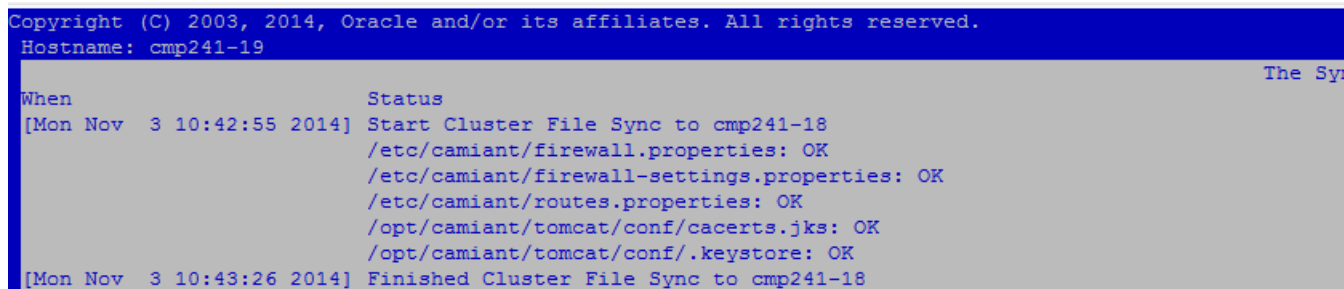 Copyright (C) 2003, 2014, Oracle and/or its affiliates. All rights reserved.
Hostname: cmp241-19
The
When Status
[Mon Nov  3 10:42:55 2014] Start Cluster File Sync to cmp241-18
/etc/camiant/firewall.properties: OK
/etc/camiant/firewall-settings.properties: OK
/etc/camiant/routes.properties: OK
/opt/camiant/tomcat/conf/cacerts.jks: OK
/opt/camiant/tomcat/conf/.keystore: OK
[Mon Nov  3 10:43:26 2014] Finished Cluster File Sync to cmp241-18